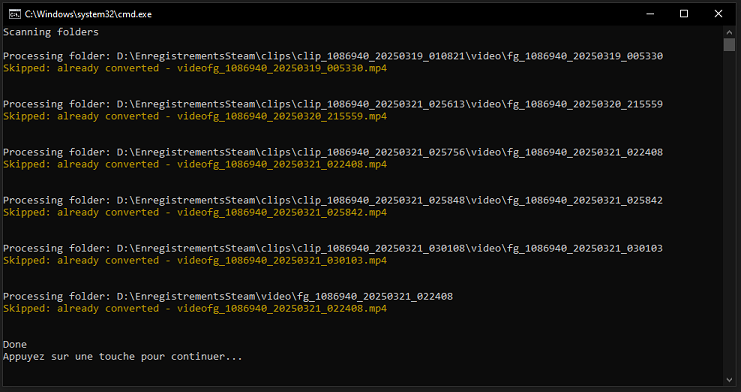 C:\Windows\system32\cmd.exe
Scanning folders
Processing folder: D:\EnregistrementsSteam\clips\clip_1086940_20250319_010821\video\fg_1086940_20250319_005330
Skipped: already converted - videofg_1086940_20250319_005330.mp4
Processing folder: D:\EnregistrementsSteam\clips\clip_1086940_20250321_025613\video\fg_1086940_20250320_215559
Skipped: already converted - videofg_1086940_20250320_215559.mp4
Processing folder: D:\EnregistrementsSteam\clips\clip_1086940_20250321_025756\video\fg_1086940_20250321_022408
Skipped: already converted - videofg_1086940_20250321_022408.mp4
Processing folder: D:\EnregistrementsSteam\clips\clip_1086940_20250321_025848\video\fg_1086940_20250321_025842
Skipped: already converted - videofg_1086940_20250321_025842.mp4
Processing folder: D:\EnregistrementsSteam\clips\clip_1086940_20250321_030108\video\fg_1086940_20250321_030103
Skipped: already converted - videofg_1086940_20250321_030103.mp4
Processing folder: D:\EnregistrementsSteam\video\fg_1086940_20250321_022408
Skipped: already converted - videofg_1086940_20250321_022408.mp4
Done
Appuyez sur une touche pour continuer...